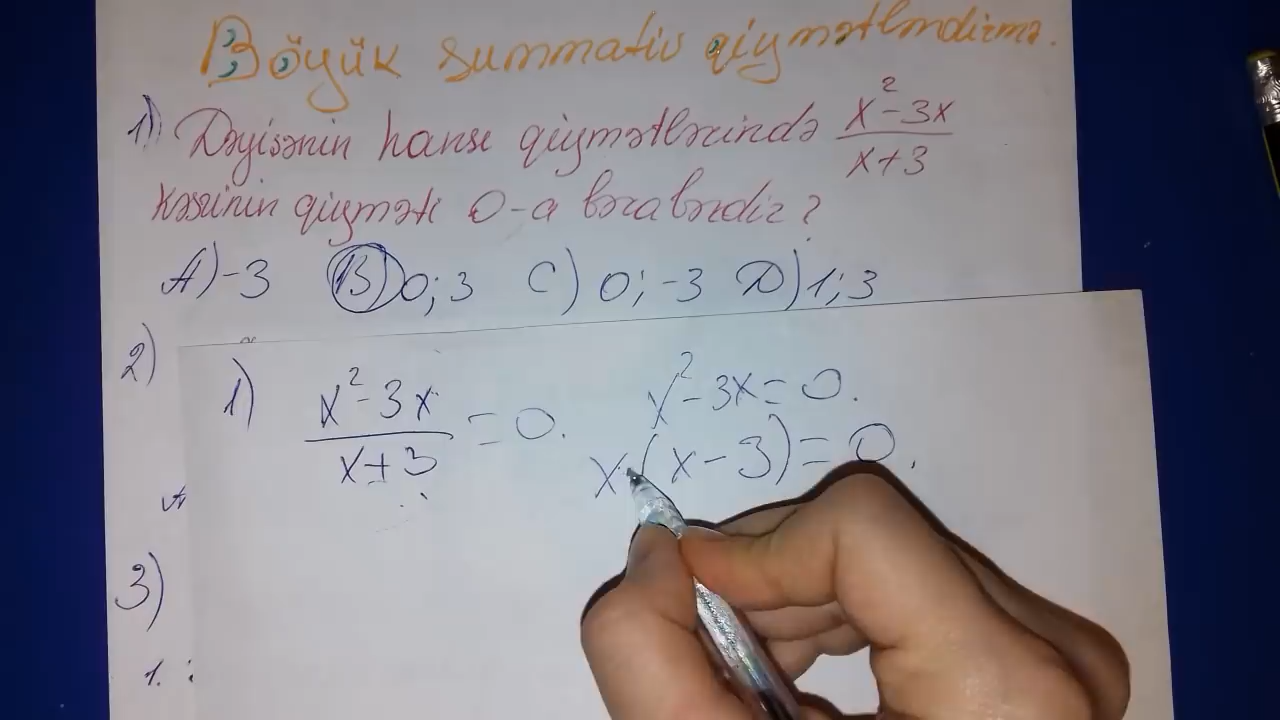 Böyük summativ qiymətləndirmə.
1) Dəyişənin hansı qiymətlərində x²-3x / x+3
kəsrinin qiyməti 0-a bərabərdir?
A) -3 B) 0; 3 C) 0; -3 D) 1; 3
2)
1) x²-3x / x+3 = 0. x²-3x=0.
x·(x-3)=0.
A
3)
1.